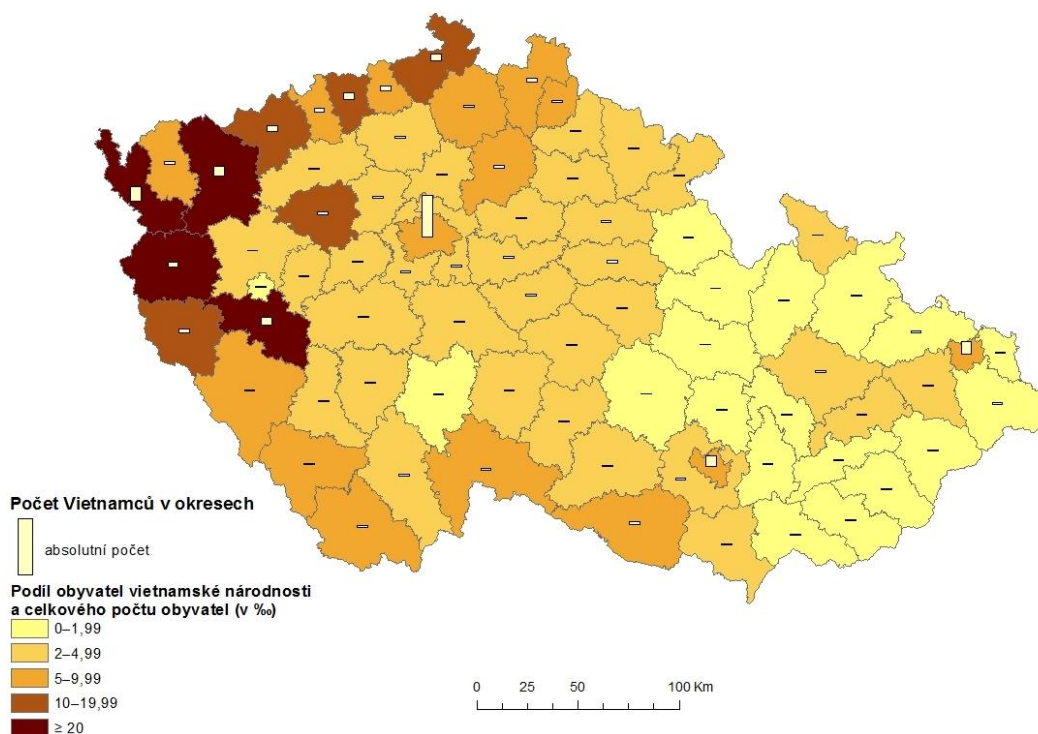 Počet Vietnamců v okresech
absolutní počet
Podíl obyvatel vietnamské národnosti
a celkového počtu obyvatel (v ‰)
0–1,99
2–4,99
5–9,99
10–19,99
≥ 20
0 25 50 100 Km